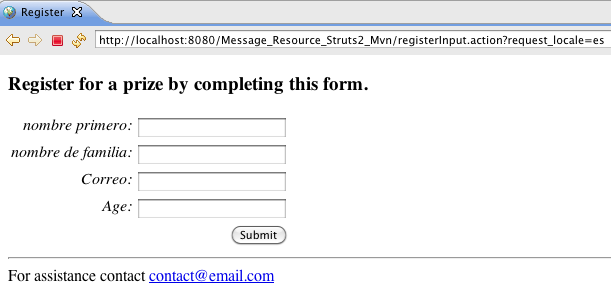 Register
http://localhost:8080/Message_Resource_Struts2_Mvn/registerInput.action?request_locale=es
Register for a prize by completing this form.
nombre primero:
nombre de familia:
Correo:
Age:
Submit
For assistance contact contact@email.com